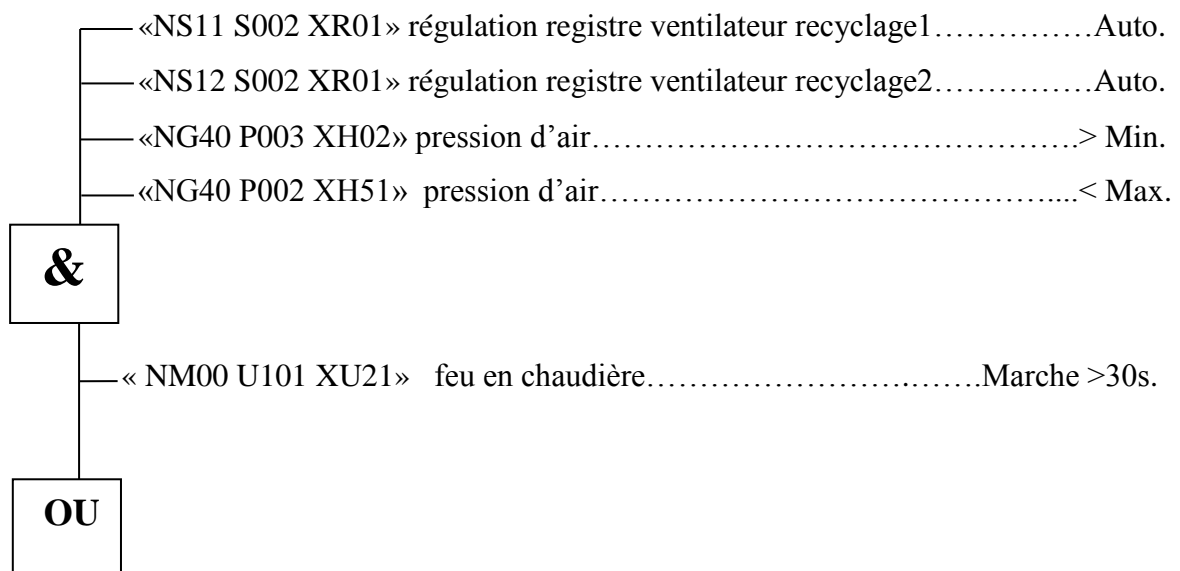 «NS11 S002 XR01» régulation registre ventilateur recyclage1……………Auto.
«NS12 S002 XR01» régulation registre ventilateur recyclage2……………Auto.
«NG40 P003 XH02» pression d’air……………………………………….> Min.
«NG40 P002 XH51»  pression d’air……………………………………....< Max.
&
« NM00 U101 XU21»   feu en chaudière…………………….…….Marche >30s.
OU